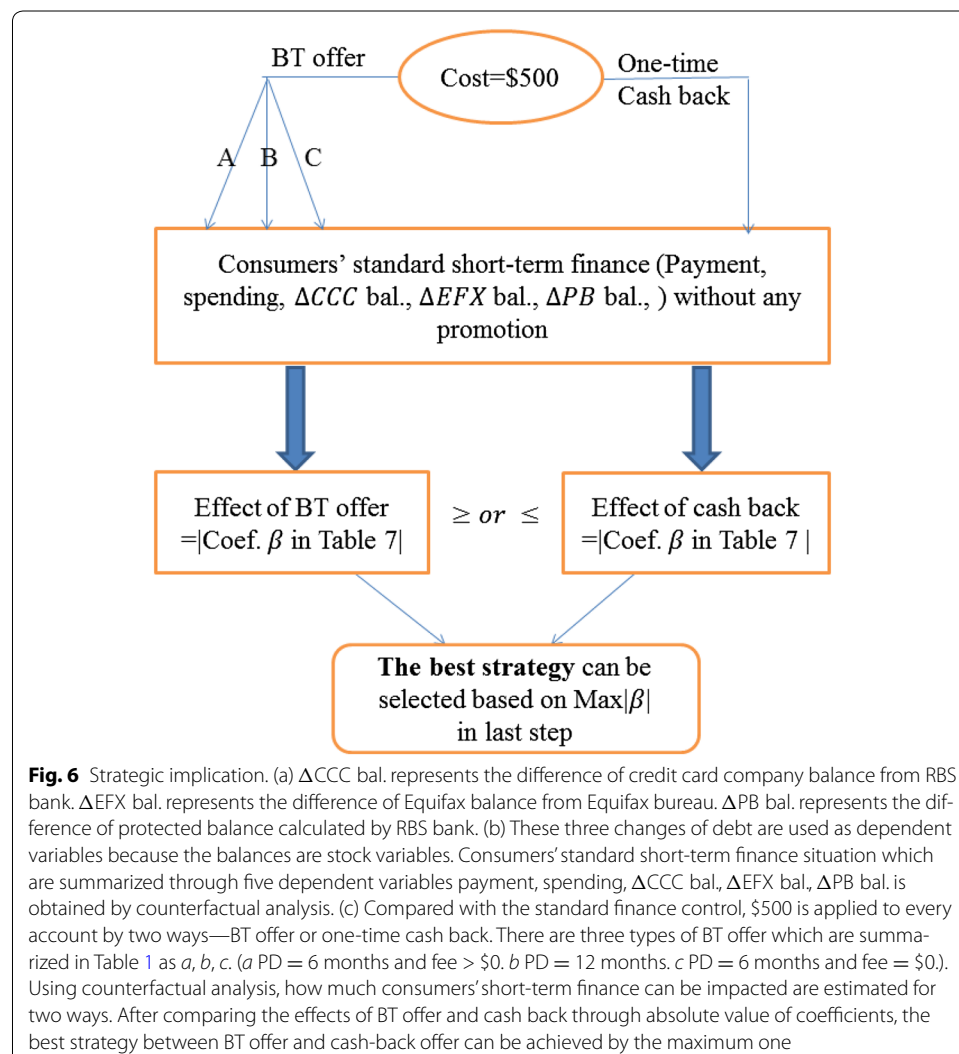 BT offer
Cost=$500
One-time
Cash back
A
B
C
Consumers' standard short-term finance (Payment,
spending, ΔCCC bal., ΔEFX bal., ΔPB bal., ) without any
promotion
Effect of BT offer
=|Coef. β in Table 7|
≥ or ≤
Effect of cash back
=|Coef. β in Table 7 |
The best strategy can be
selected based on Max|β|
in last step
Fig. 6 Strategic implication. (a) ΔCCC bal. represents the difference of credit card company balance from RBS
bank. ΔEFX bal. represents the difference of Equifax balance from Equifax bureau. ΔPB bal. represents the dif-
ference of protected balance calculated by RBS bank. (b) These three changes of debt are used as dependent
variables because the balances are stock variables. Consumers' standard short-term finance situation which
are summarized through five dependent variables payment, spending, ΔCCC bal., ΔEFX bal., ΔPB bal. is
obtained by counterfactual analysis. (c) Compared with the standard finance control, $500 is applied to every
account by two ways—BT offer or one-time cash back. There are three types of BT offer which are summa-
rized in Table 1 as a, b, c. (a PD = 6 months and fee > $0. b PD = 12 months. c PD = 6 months and fee = $0.).
Using counterfactual analysis, how much consumers' short-term finance can be impacted are estimated for
two ways. After comparing the effects of BT offer and cash back through absolute value of coefficients, the
best strategy between BT offer and cash-back offer can be achieved by the maximum one